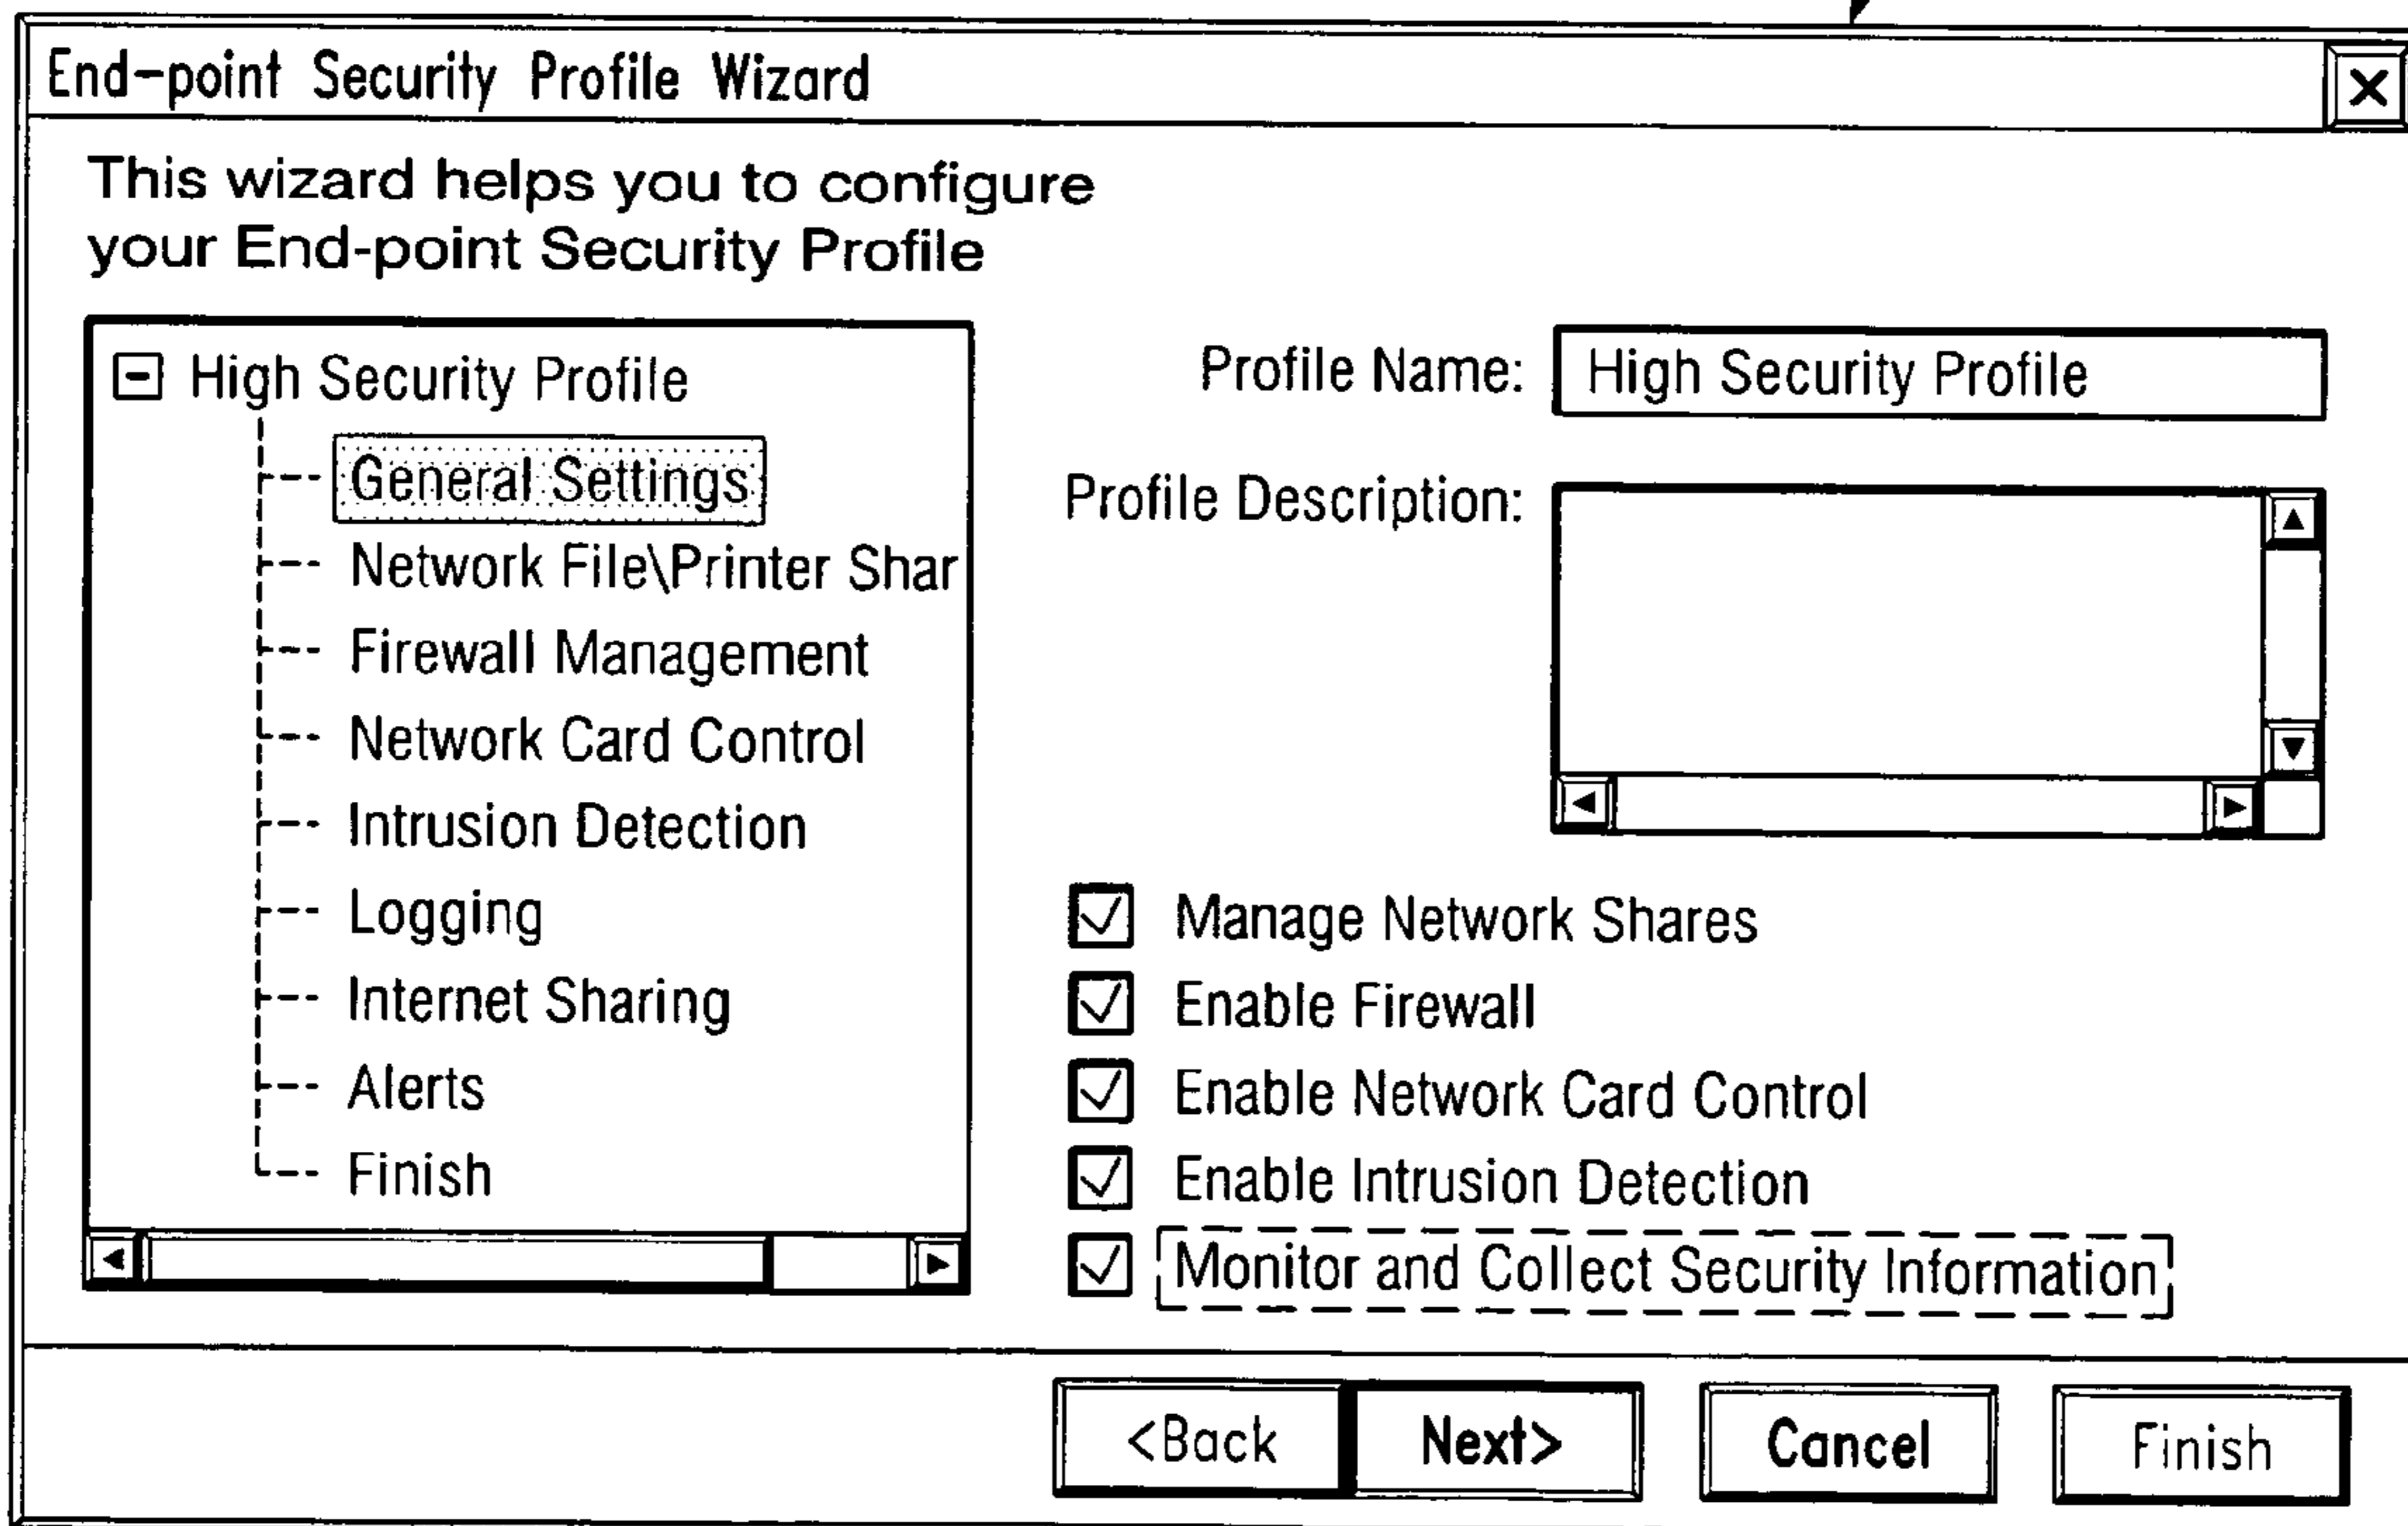 End-point Security Profile Wizard
This wizard helps you to configure
your End-point Security Profile
High Security Profile
General Settings
Network File\Printer Shar
Firewall Management
Network Card Control
Intrusion Detection
Logging
Internet Sharing
Alerts
Finish
Profile Name: High Security Profile
Profile Description:
Manage Network Shares
Enable Firewall
Enable Network Card Control
Enable Intrusion Detection
Monitor and Collect Security Information
<Back Next> Cancel Finish